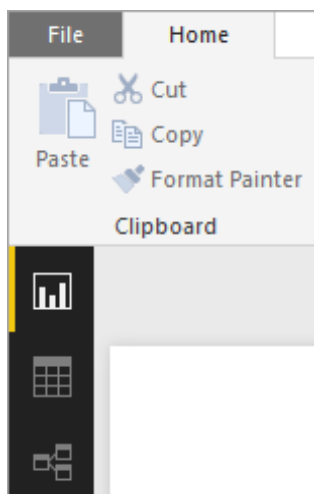 File Home
Cut
Copy
Paste
Format Painter
Clipboard